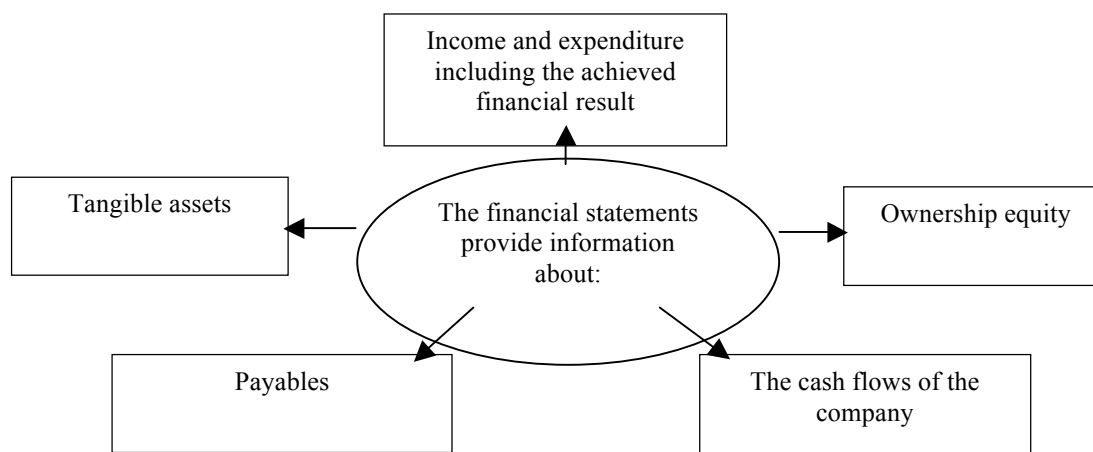 Income and expenditure
including the achieved
financial result
Tangible assets
The financial statements
provide information
about:
Ownership equity
Payables
The cash flows of the
company